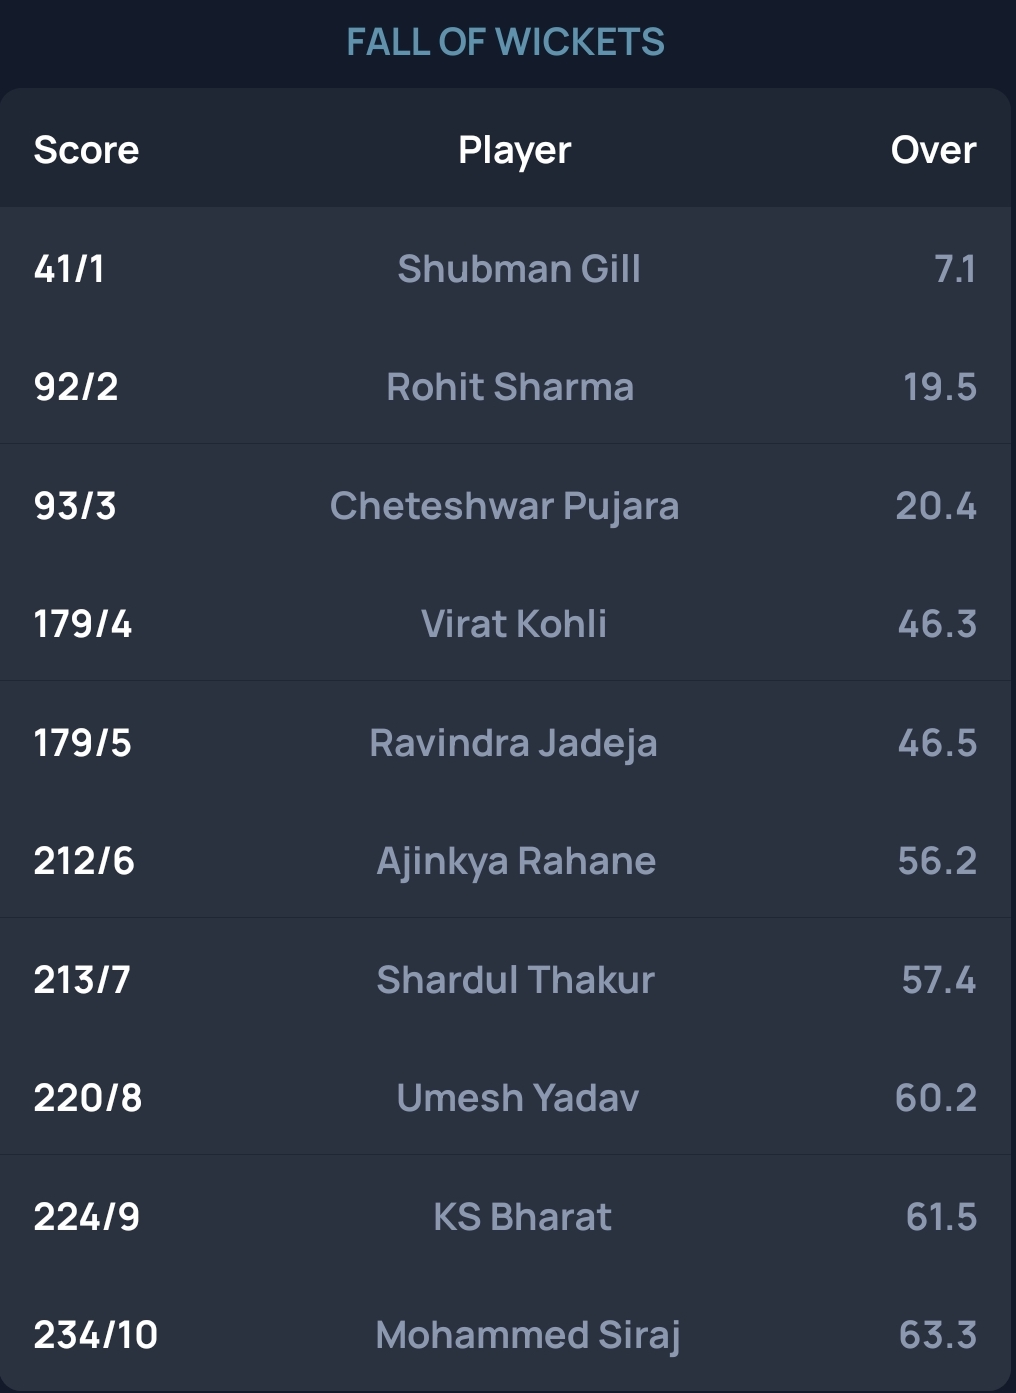 FALL OF WICKETS
Score Player Over
41/1 Shubman Gill 7.1
92/2 Rohit Sharma 19.5
93/3 Cheteshwar Pujara 20.4
179/4 Virat Kohli 46.3
179/5 Ravindra Jadeja 46.5
212/6 Ajinkya Rahane 56.2
213/7 Shardul Thakur 57.4
220/8 Umesh Yadav 60.2
224/9 KS Bharat 61.5
234/10 Mohammed Siraj 63.3